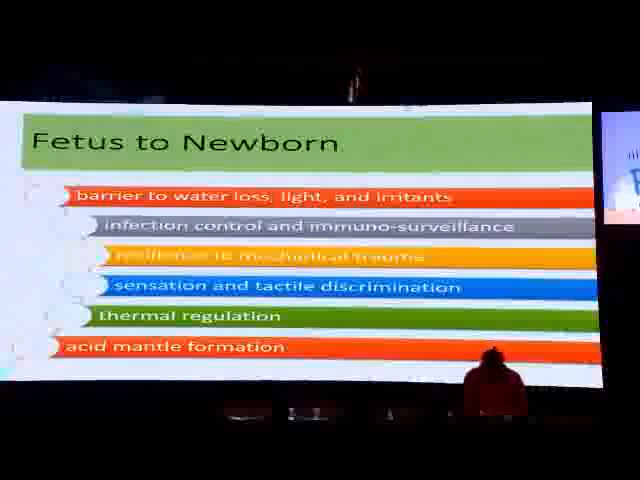 Fetus to Newborn
barrier to water loss, light, and irritants
infection control and immuno-surveillance
resilience to mechanical trauma
sensation and tactile discrimination
thermal regulation
acid mantle formation